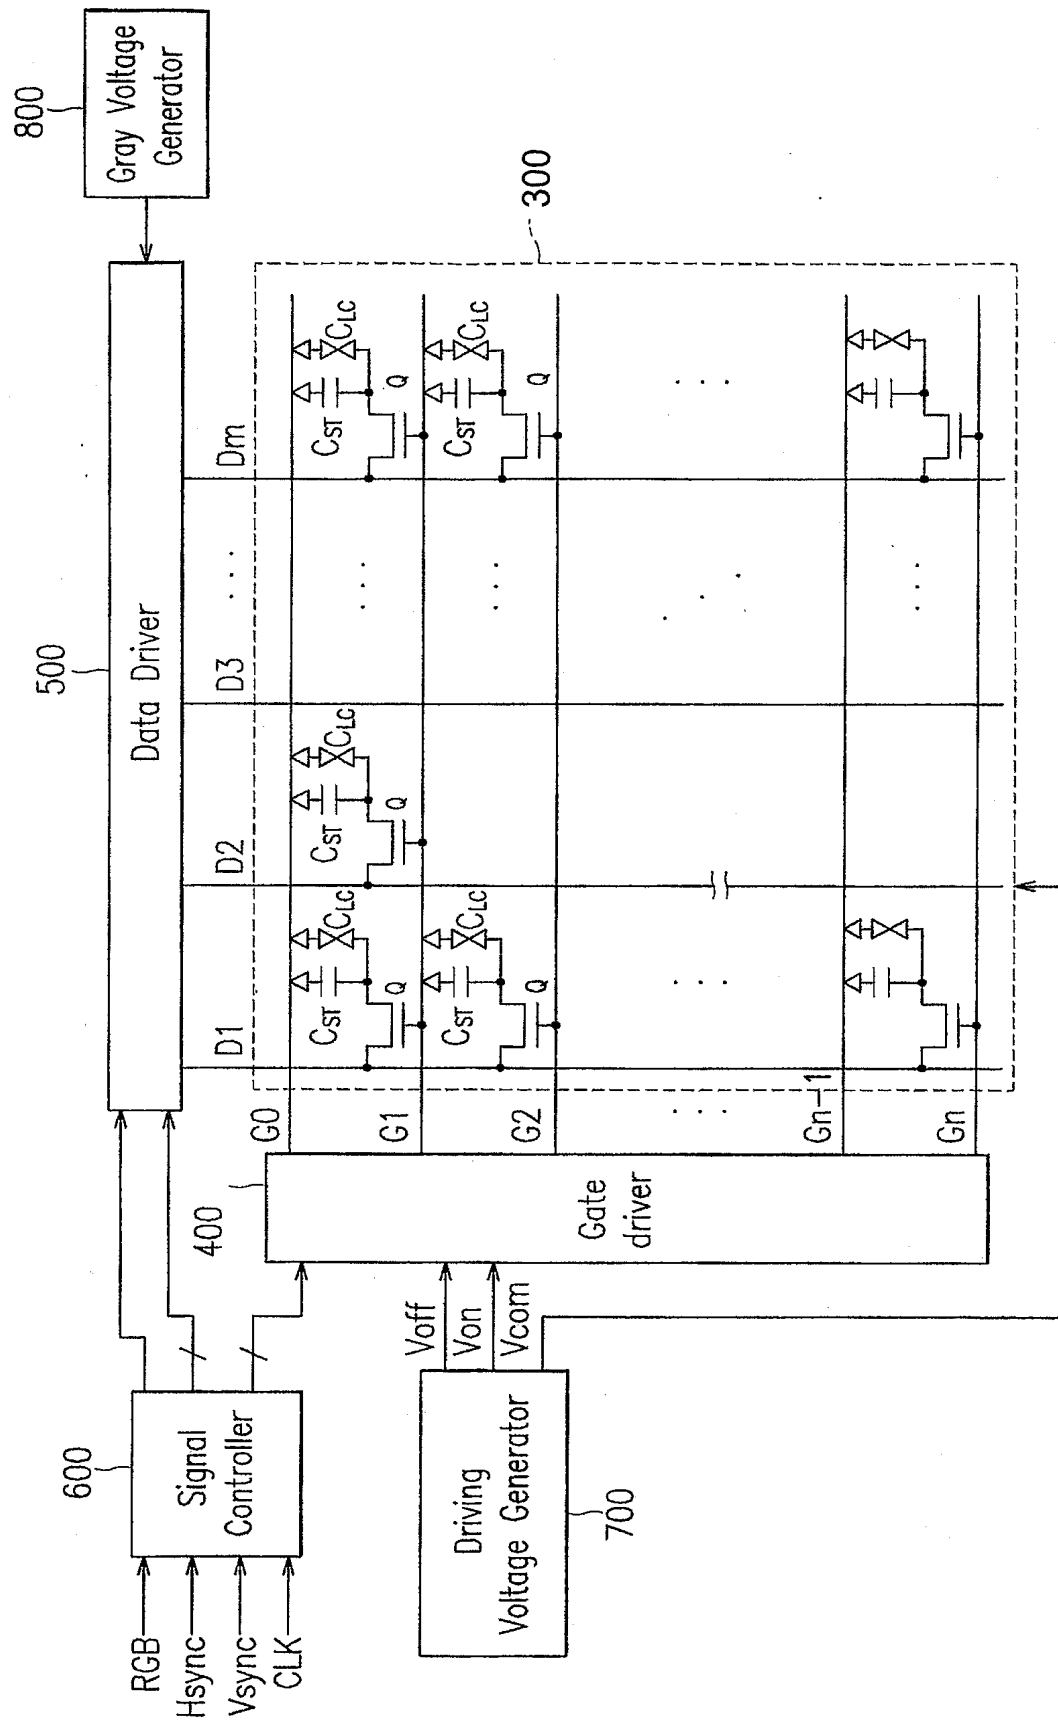 800
Gray Voltage
Generator
500
Data Driver
600
Signal
Controller
RGB
Hsync
Vsync
CLK
D1
D2
D3
Dm
300
400
Gate
driver
G0
G1
G2
Gn-1
Gn
CST
CLC
Q
CST
CLC
Q
CST
CLC
Q
CST
CLC
Q
CST
CLC
Q
Voff
Von
Vcom
Driving
Voltage Generator
700